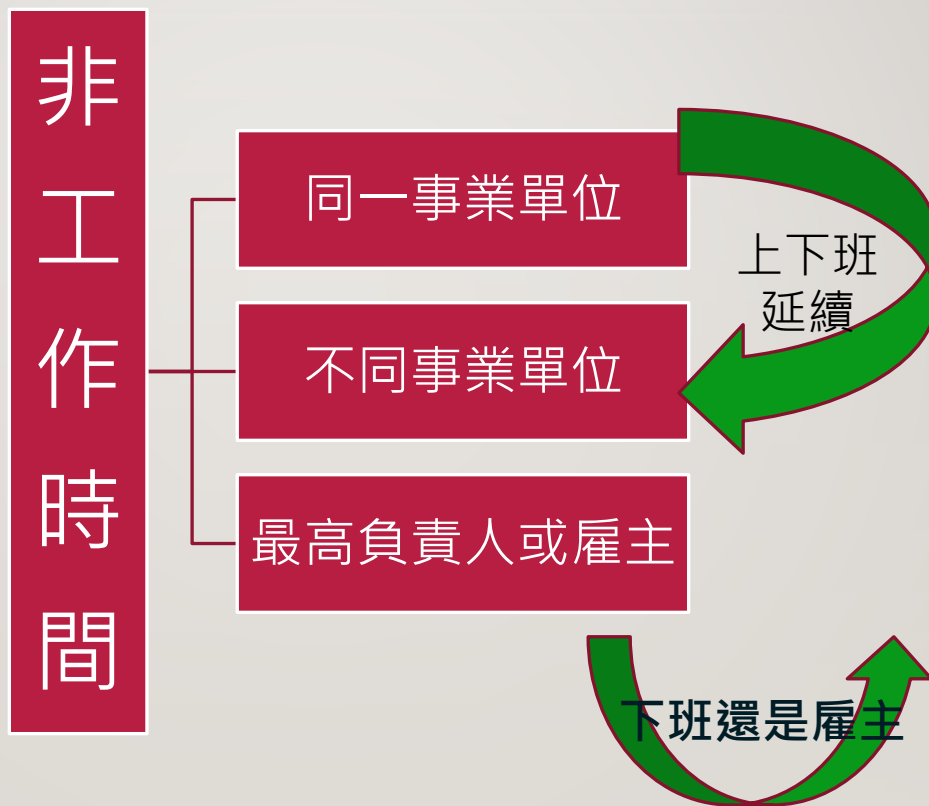 非工作時間
同一事業單位
上下班
延續
不同事業單位
最高負責人或雇主
下班還是雇主